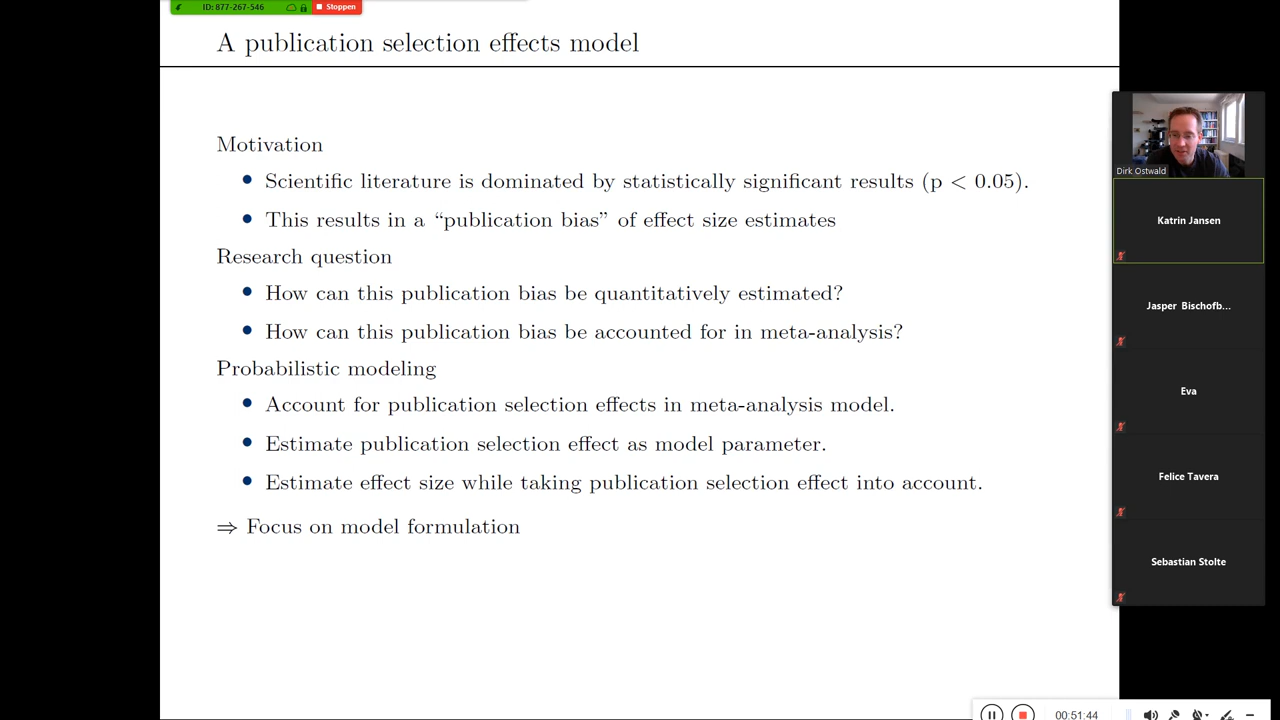 ID: 877-267-546
Stoppen
A publication selection effects model
Motivation
• Scientific literature is dominated by statistically significant results (p < 0.05).
• This results in a “publication bias” of effect size estimates
Research question
• How can this publication bias be quantitatively estimated?
• How can this publication bias be accounted for in meta-analysis?
Probabilistic modeling
• Account for publication selection effects in meta-analysis model.
• Estimate publication selection effect as model parameter.
• Estimate effect size while taking publication selection effect into account.
⇒ Focus on model formulation
Dirk Ostwald
Katrin Jansen
Jasper Bischofb...
Eva
Felice Tavera
Sebastian Stolte
00:51:44